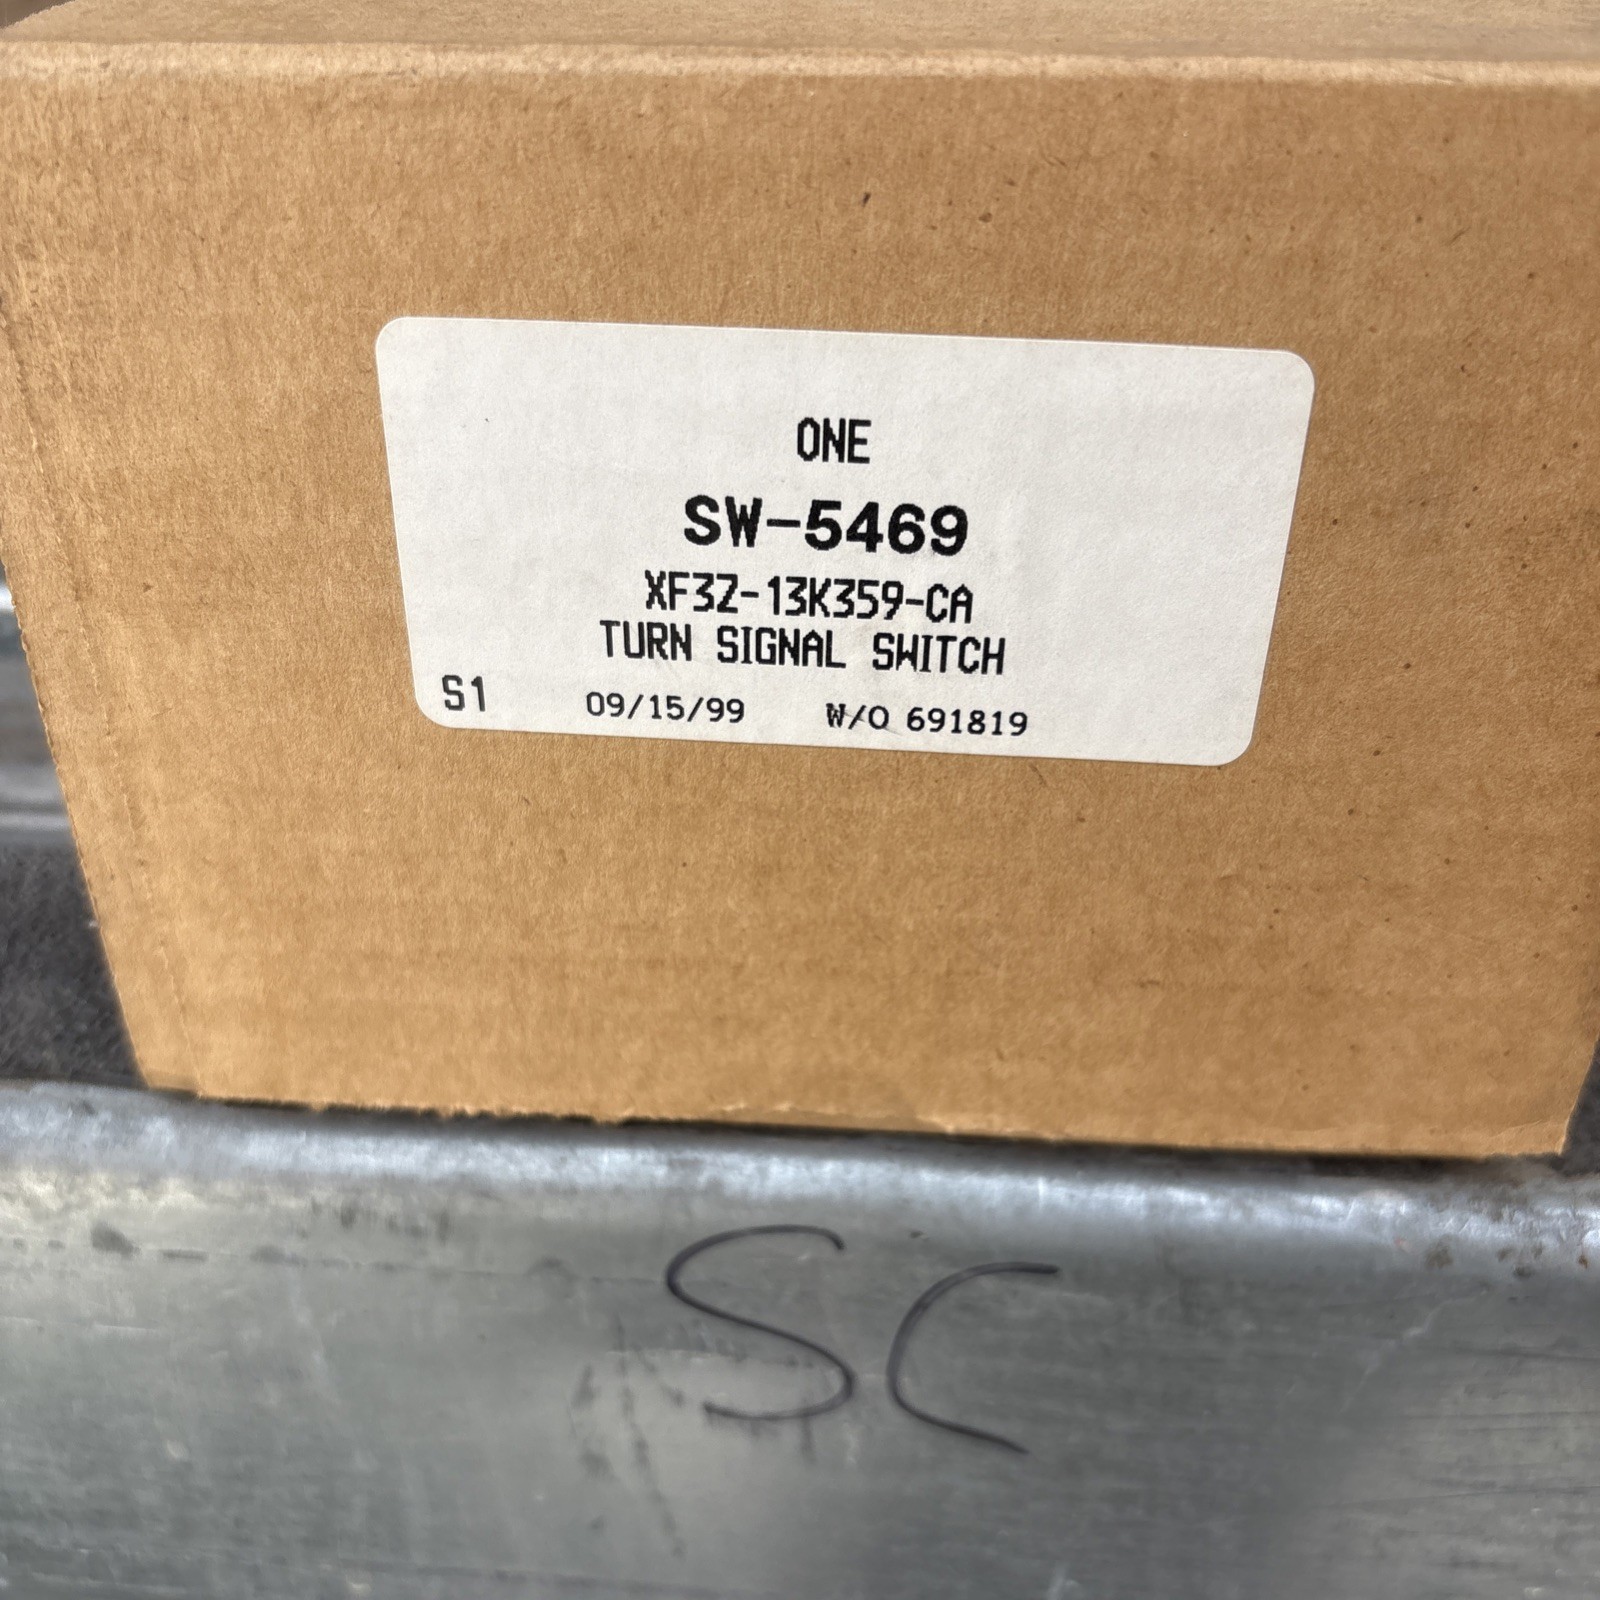 ONE
SW-5469
XF3Z-13K359-CA
TURN SIGNAL SWITCH
S1 09/15/99 W/O 691819
SC